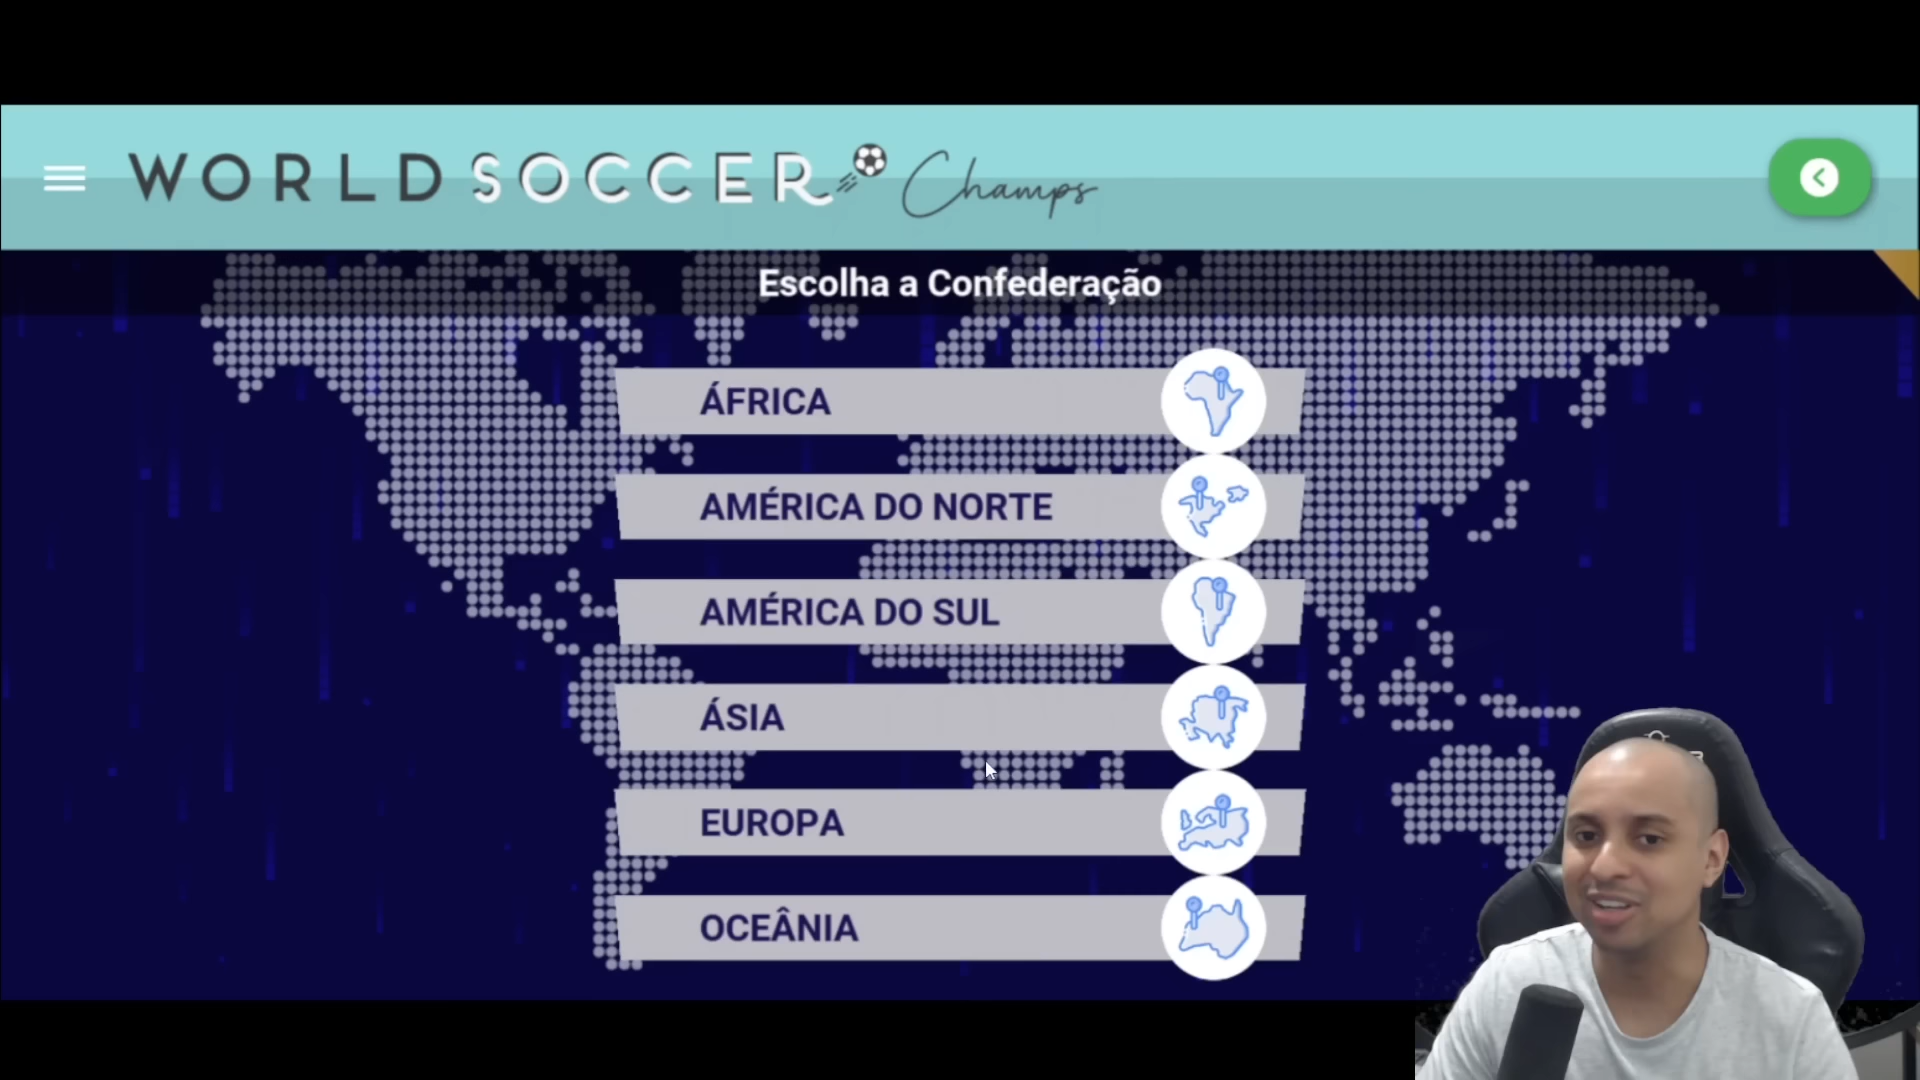 WORLD SOCCER Champs
Escolha a Confederação
ÁFRICA
AMÉRICA DO NORTE
AMÉRICA DO SUL
ÁSIA
EUROPA
OCEÂNIA